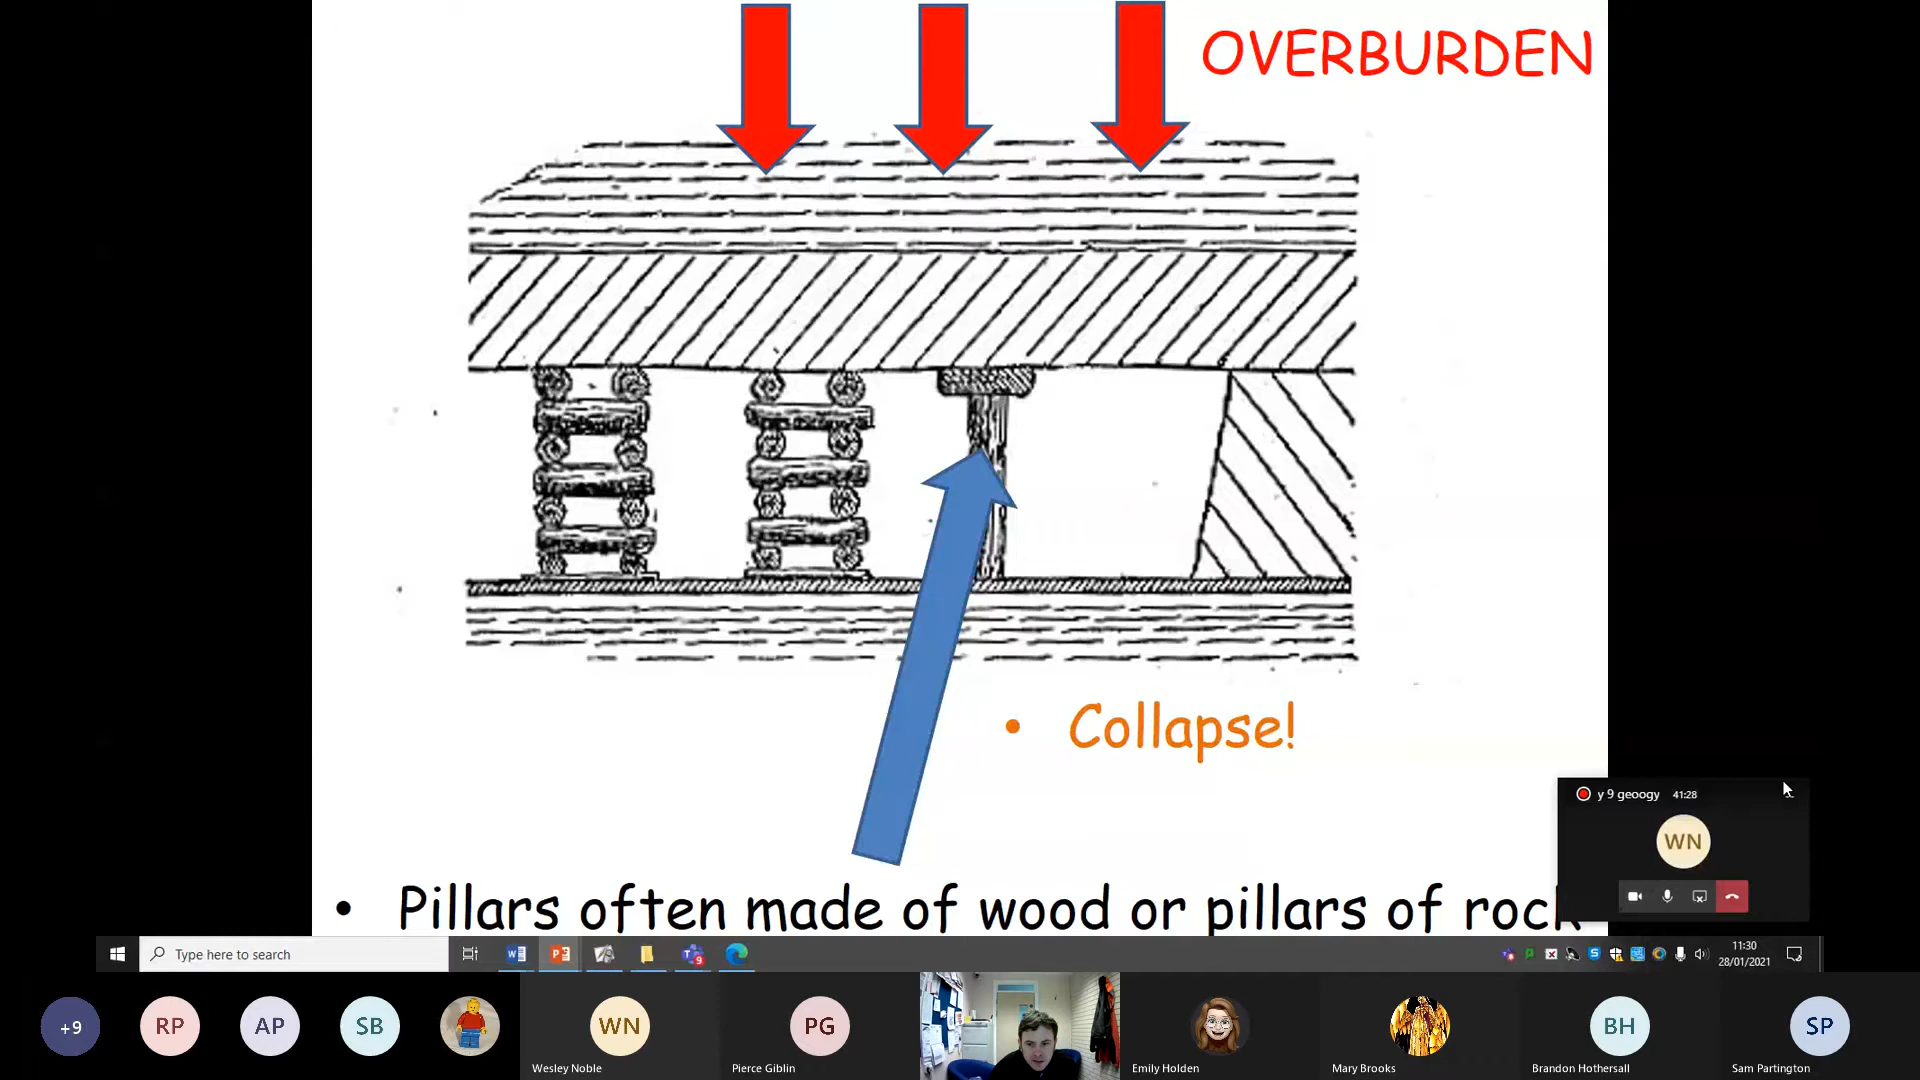 OVERBURDEN
• Collapse!
• Pillars often made of wood or pillars of rock
y 9 geoogy 41:28
WN
Type here to search
9
11:30
28/01/2021
+9
RP
AP
SB
WN
PG
BH
SP
Wesley Noble
Pierce Giblin
Emily Holden
Mary Brooks
Brandon Hothersall
Sam Partington